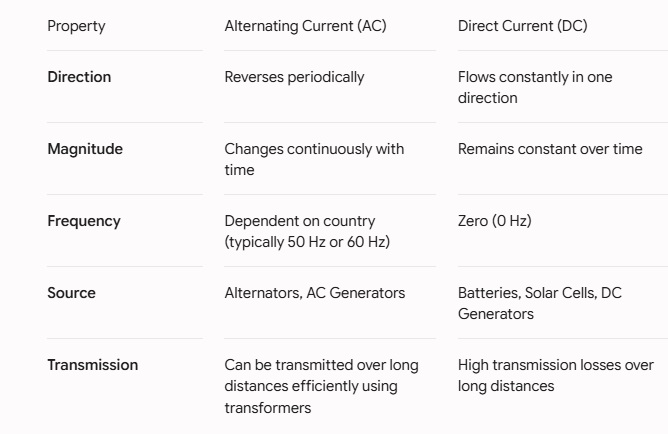 Property Alternating Current (AC) Direct Current (DC)
Direction Reverses periodically Flows constantly in one
direction
Magnitude Changes continuously with Remains constant over time
time
Frequency Dependent on country Zero (0 Hz)
(typically 50 Hz or 60 Hz)
Source Alternators, AC Generators Batteries, Solar Cells, DC
Generators
Transmission Can be transmitted over long High transmission losses over
distances efficiently using long distances
transformers